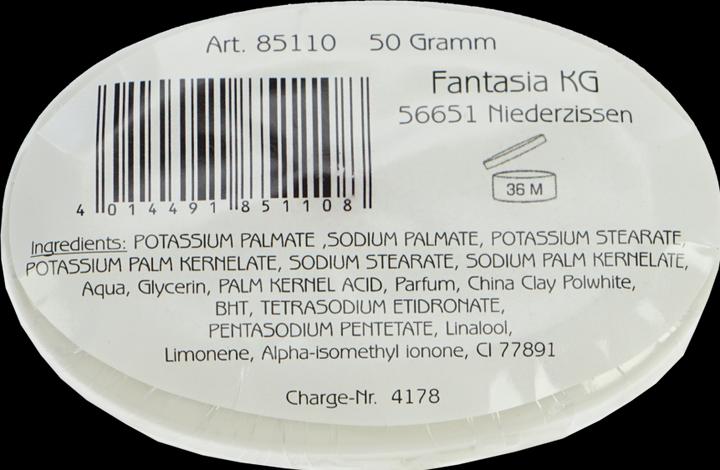 Art. 85110 50 Gramm
Fantasia KG
56651 Niederzissen
36 M
4 014491 851108
Ingredients: POTASSIUM PALMATE ,SODIUM PALMATE, POTASSIUM STEARATE,
POTASSIUM PALM KERNELATE, SODIUM STEARATE, SODIUM PALM KERNELATE,
Aqua, Glycerin, PALM KERNEL ACID, Parfum, China Clay Polwhite,
BHT, TETRASODIUM ETIDRONATE,
PENTASODIUM PENTETATE, Linalool,
Limonene, Alpha-isomethyl ionone, CI 77891
Charge-Nr. 4178